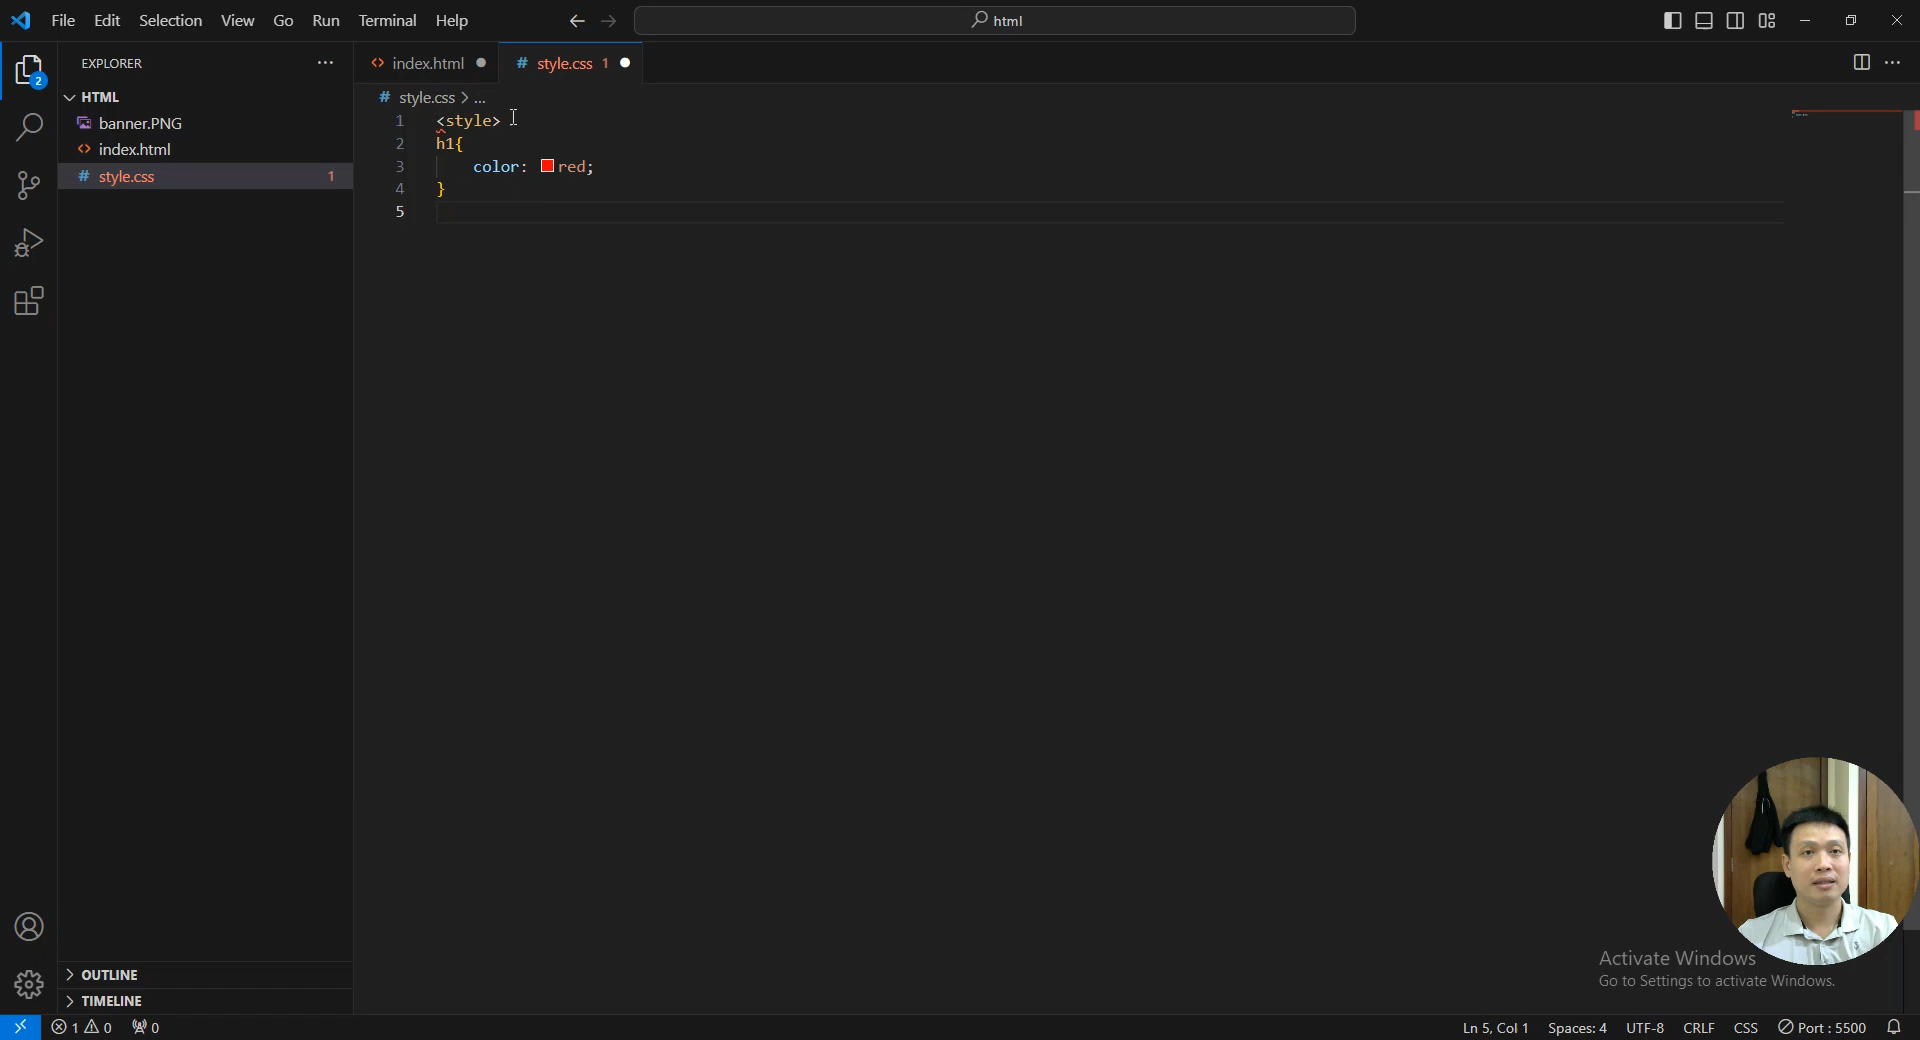 File Edit Selection View Go Run Terminal Help
html
2
EXPLORER
HTML
banner.PNG
index.html
style.css 1
OUTLINE
TIMELINE
index.html
style.css 1
style.css > ...
1 <style>
2 h1{
3 color: red;
4 }
5
Activate Windows
Go to Settings to activate Windows.
1 0 0
Ln 5, Col 1 Spaces: 4 UTF-8 CRLF CSS Port : 5500